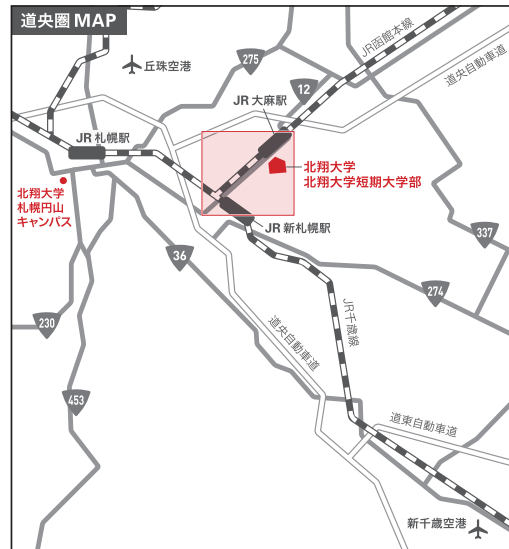 道央圏 MAP
JR函館本線
道央自動車道
丘珠空港
275
12
JR 大麻駅
JR 札幌駅
北翔大学
北翔大学短期大学部
北翔大学
札幌円山
キャンパス
JR 新札幌駅
337
36
274
230
JR千歳線
道央自動車道
453
道東自動車道
新千歳空港